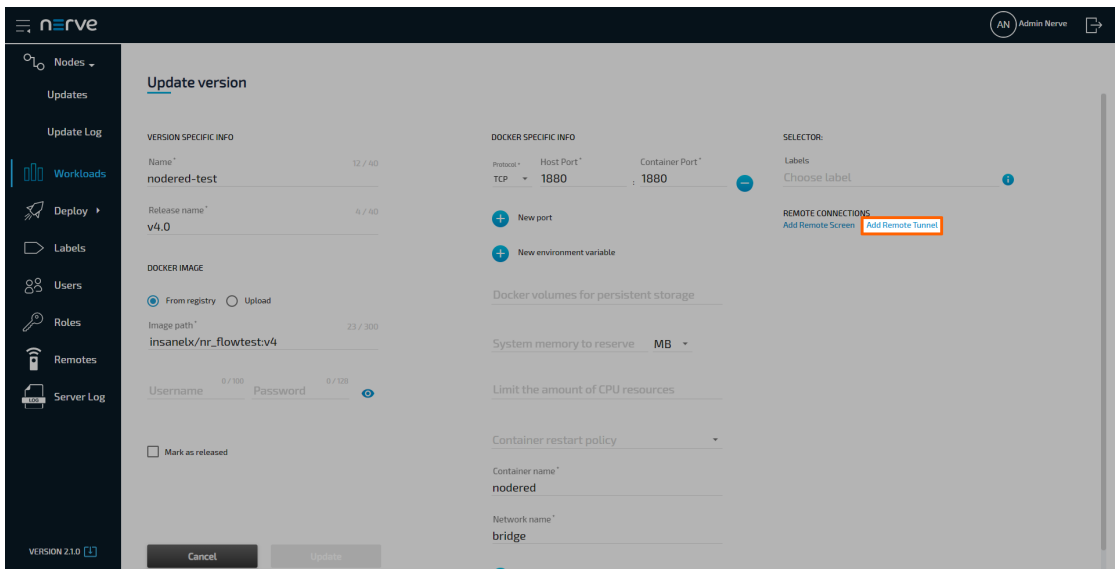 nerve
AN Admin Nerve
Nodes
Updates
Update Log
Workloads
Deploy
Labels
Users
Roles
Remotes
LOG Server Log
VERSION 2.1.0
Update version
VERSION SPECIFIC INFO
Name* 12 / 40
nodered-test
Release name* 4 / 40
v4.0
DOCKER IMAGE
From registry Upload
Image path* 23 / 300
insanelx/nr_flowtest:v4
Username 0 / 100 Password 0 / 128
Mark as released
Cancel Update
DOCKER SPECIFIC INFO
Protocol* Host Port* Container Port*
TCP 1880 : 1880
New port
New environment variable
Docker volumes for persistent storage
System memory to reserve MB
Limit the amount of CPU resources
Container restart policy
Container name*
nodered
Network name*
bridge
SELECTOR:
Labels
Choose label
REMOTE CONNECTIONS
Add Remote Screen Add Remote Tunnel